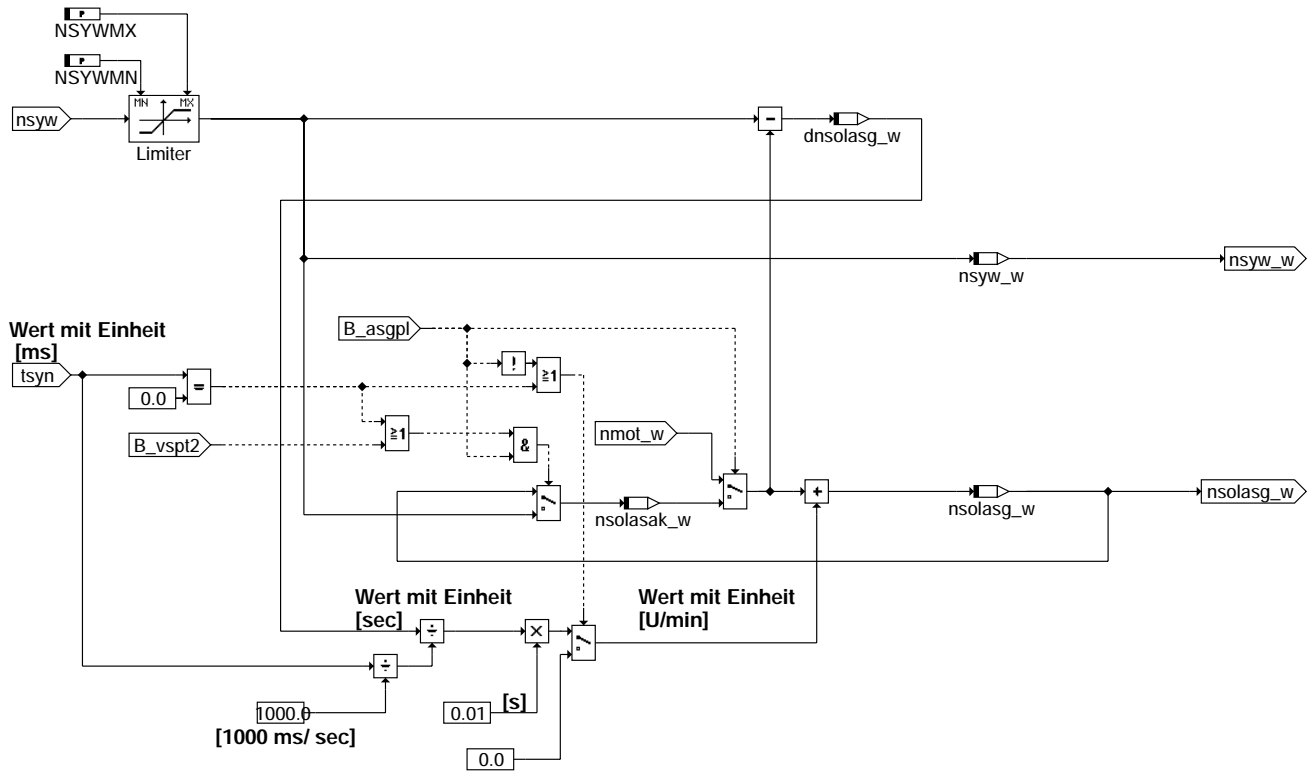 P
NSYWMX
P
NSYWMN
MN MX
nsyw
Limiter
-
dnsolasg_w
nsyw_w
nsyw_w
Wert mit Einheit
[ms]
tsyn
B_asgpl
!
≥1
=
0.0
B_vspt2
≥1
&
nmot_w
nsolasak_w
+
nsolasg_w
nsolasg_w
Wert mit Einheit
[sec]
Wert mit Einheit
[U/min]
÷
X
÷
1000.0
[1000 ms/ sec]
0.01
[s]
0.0